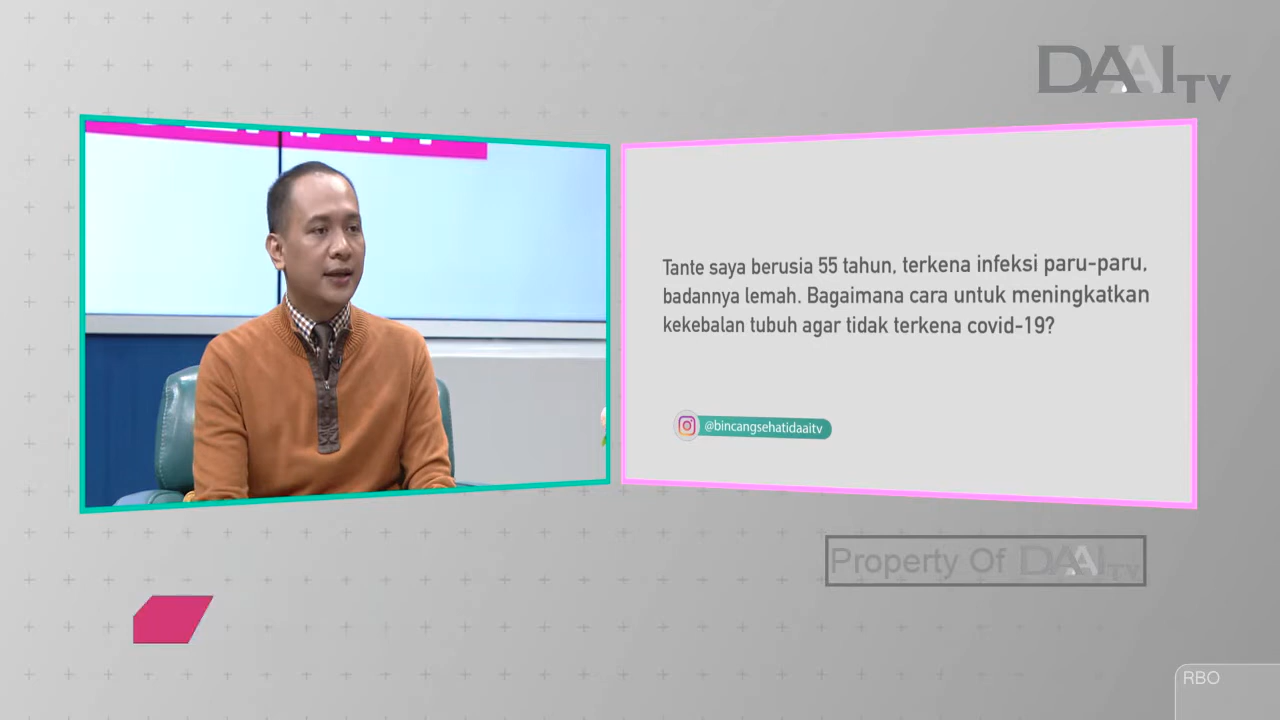 DAAI TV
Tante saya berusia 55 tahun, terkena infeksi paru-paru,
badannya lemah. Bagaimana cara untuk meningkatkan
kekebalan tubuh agar tidak terkena covid-19?
@bincangsehatidaaitv
Property Of DAAI TV
RBO